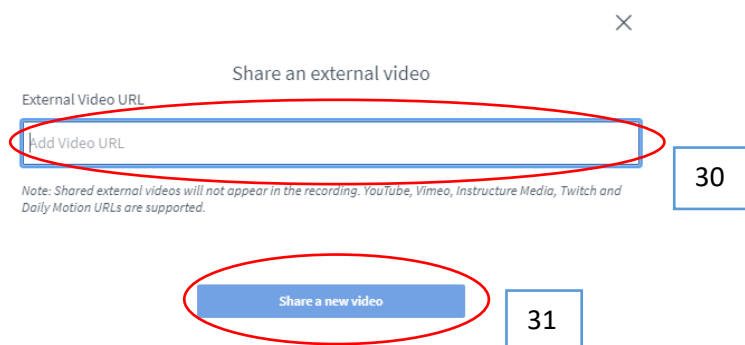 Share an external video
External Video URL
Add Video URL
30
Note: Shared external videos will not appear in the recording. YouTube, Vimeo, Instructure Media, Twitch and
Daily Motion URLs are supported.
Share a new video
31